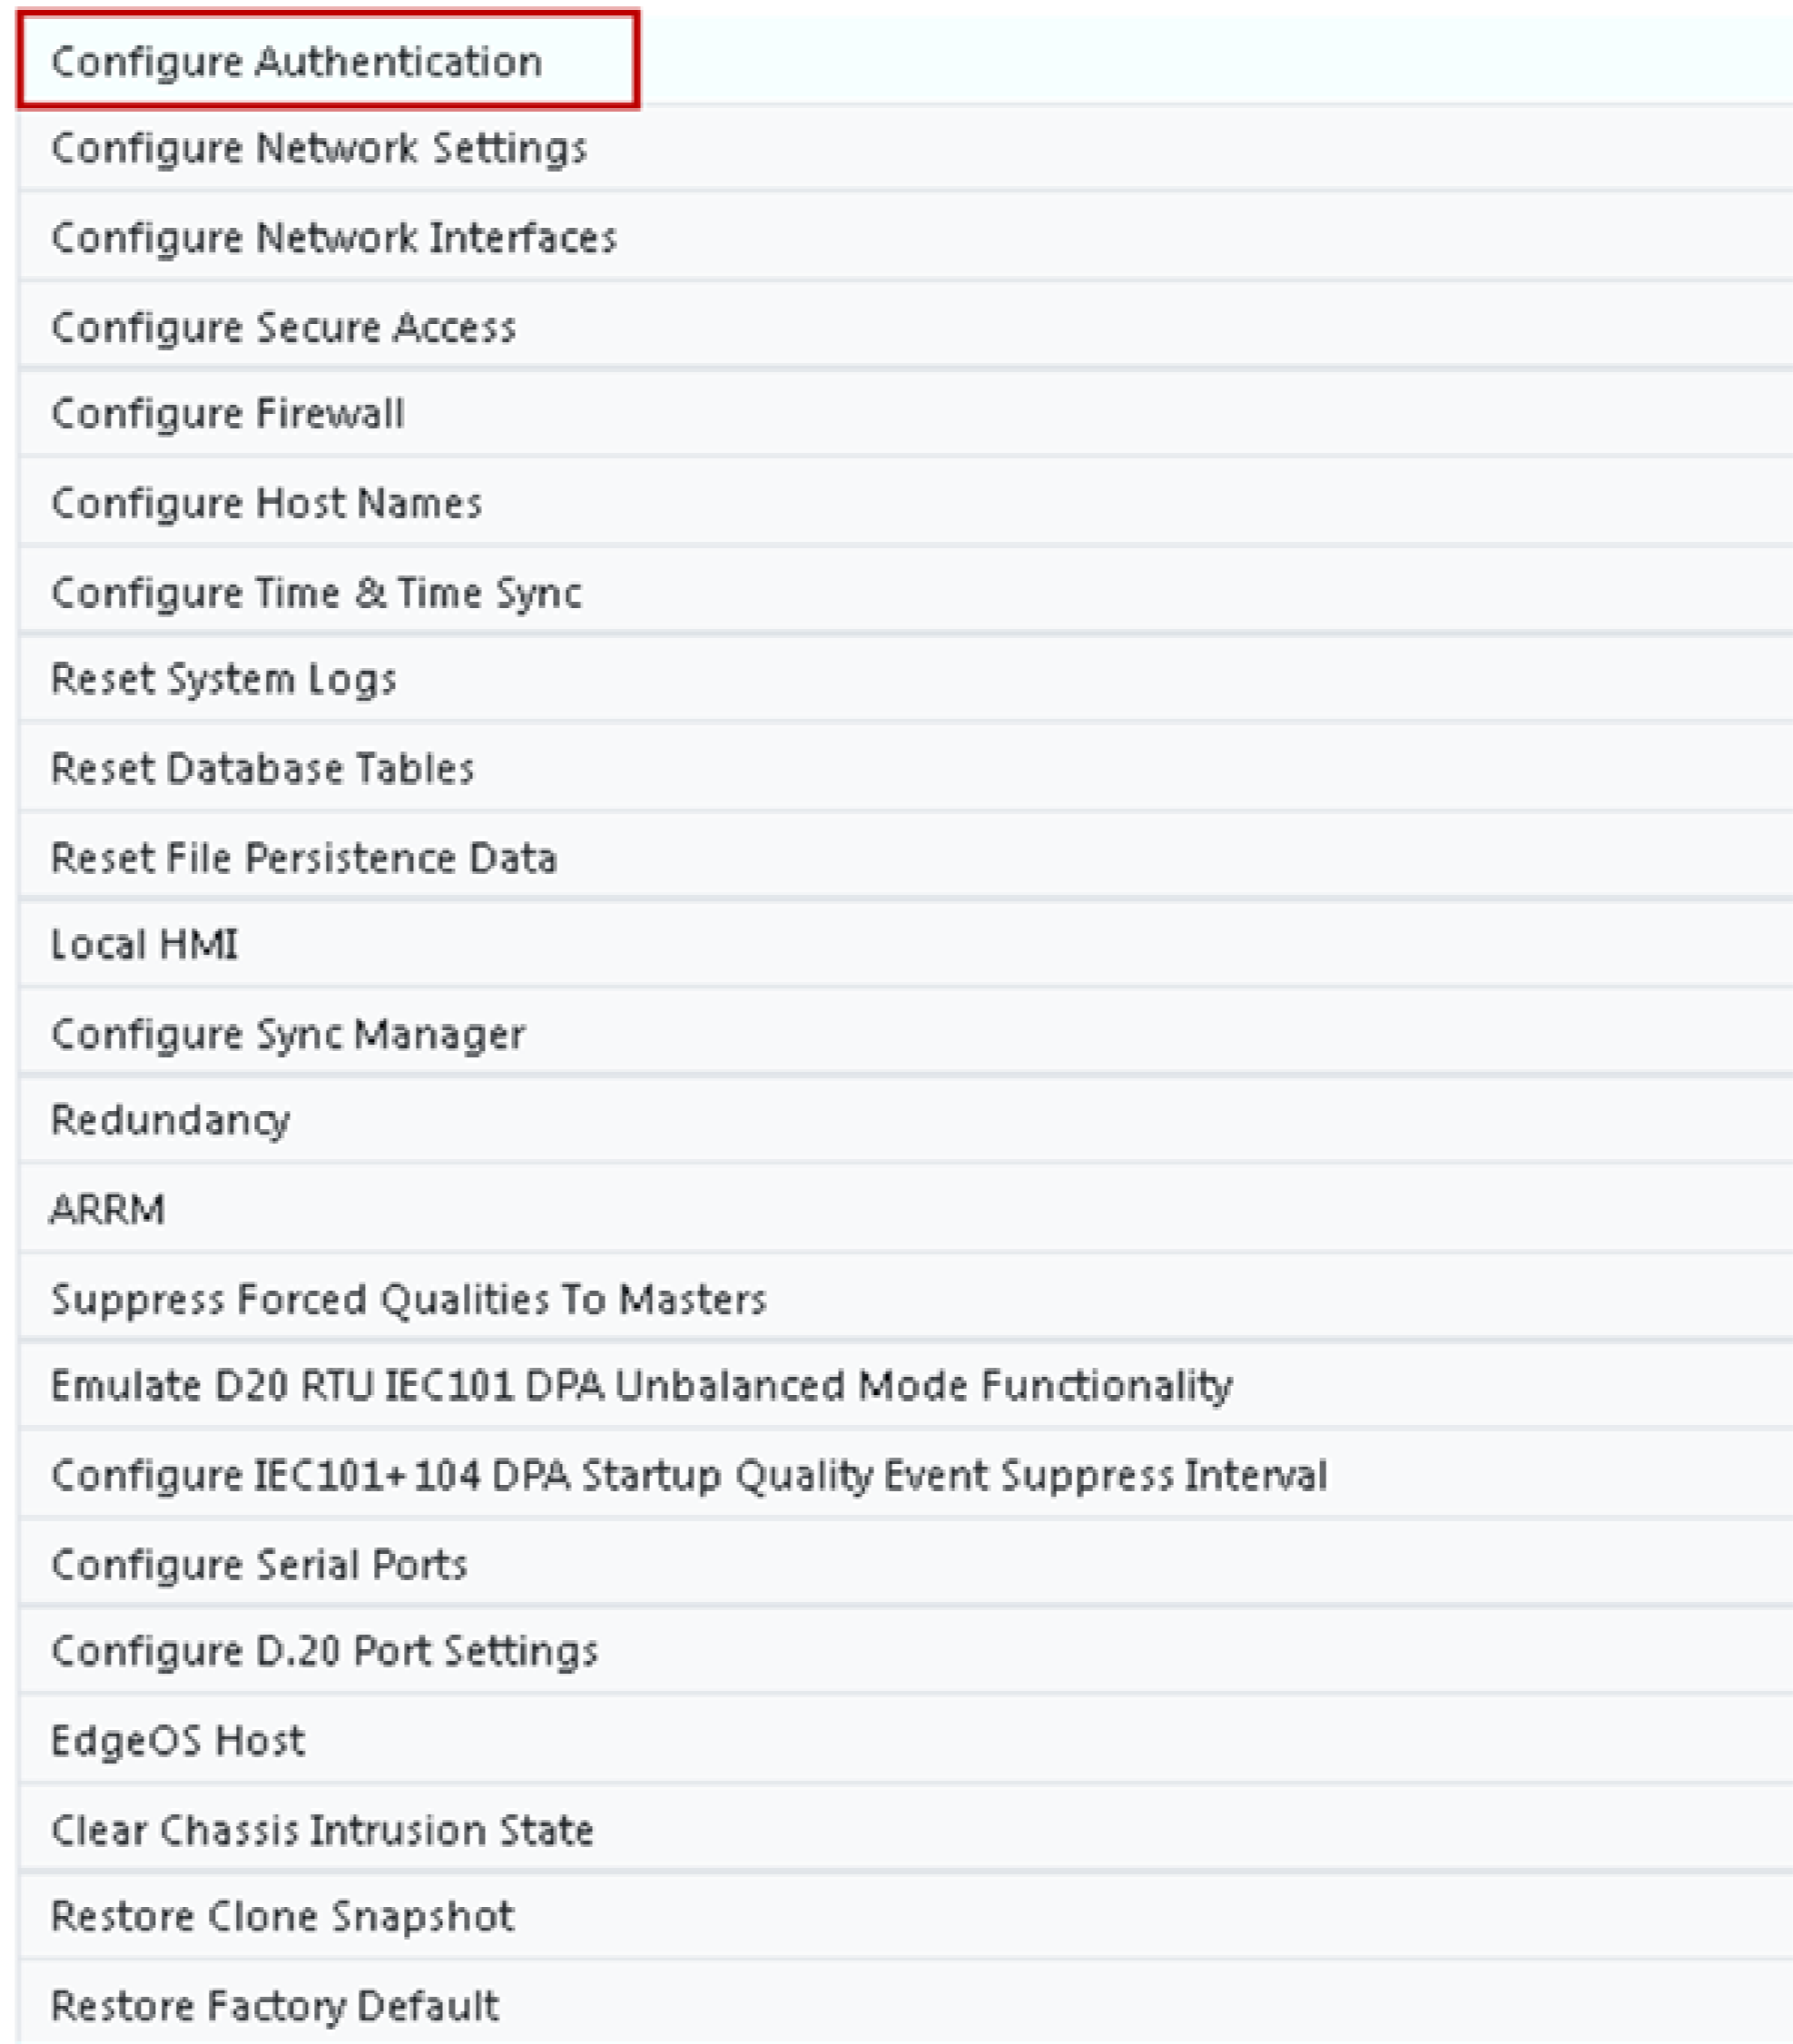 Configure Authentication
Configure Network Settings
Configure Network Interfaces
Configure Secure Access
Configure Firewall
Configure Host Names
Configure Time & Time Sync
Reset System Logs
Reset Database Tables
Reset File Persistence Data
Local HMI
Configure Sync Manager
Redundancy
ARRM
Suppress Forced Qualities To Masters
Emulate D20 RTU IEC101 DPA Unbalanced Mode Functionality
Configure IEC101+104 DPA Startup Quality Event Suppress Interval
Configure Serial Ports
Configure D.20 Port Settings
EdgeOS Host
Clear Chassis Intrusion State
Restore Clone Snapshot
Restore Factory Default